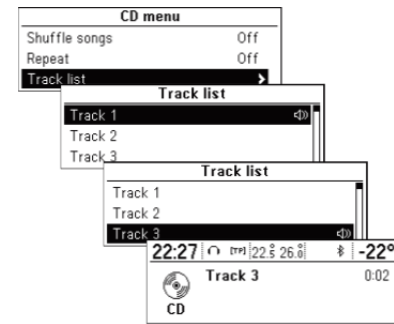 CD menu
Shuffle songs Off
Repeat Off
Track list
Track list
Track 1
Track 2
Track 3
Track list
Track 1
Track 2
Track 3
22:27 [TP] 22.5 26.0 -22°
Track 3 0:02
CD